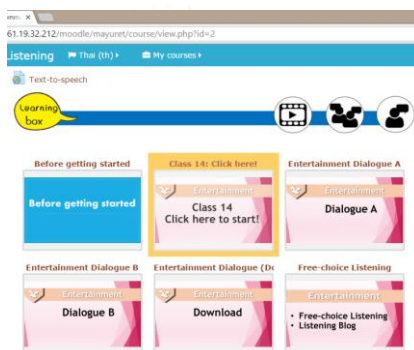 61.19.32.212/moodle/mayuret/course/view.php?id=2
Listening Thai (th) My courses
Text-to-speech
Learning
box
Before getting started
Class 14: Click here!
Entertainment Dialogue A
Before getting started
Entertainment
Class 14
Click here to start!
Entertainment
Dialogue A
Entertainment Dialogue B
Entertainment Dialogue (Do
Free-choice Listening
Entertainment
Dialogue B
Entertainment
Download
Entertainment
• Free-choice Listening
• Listening Blog